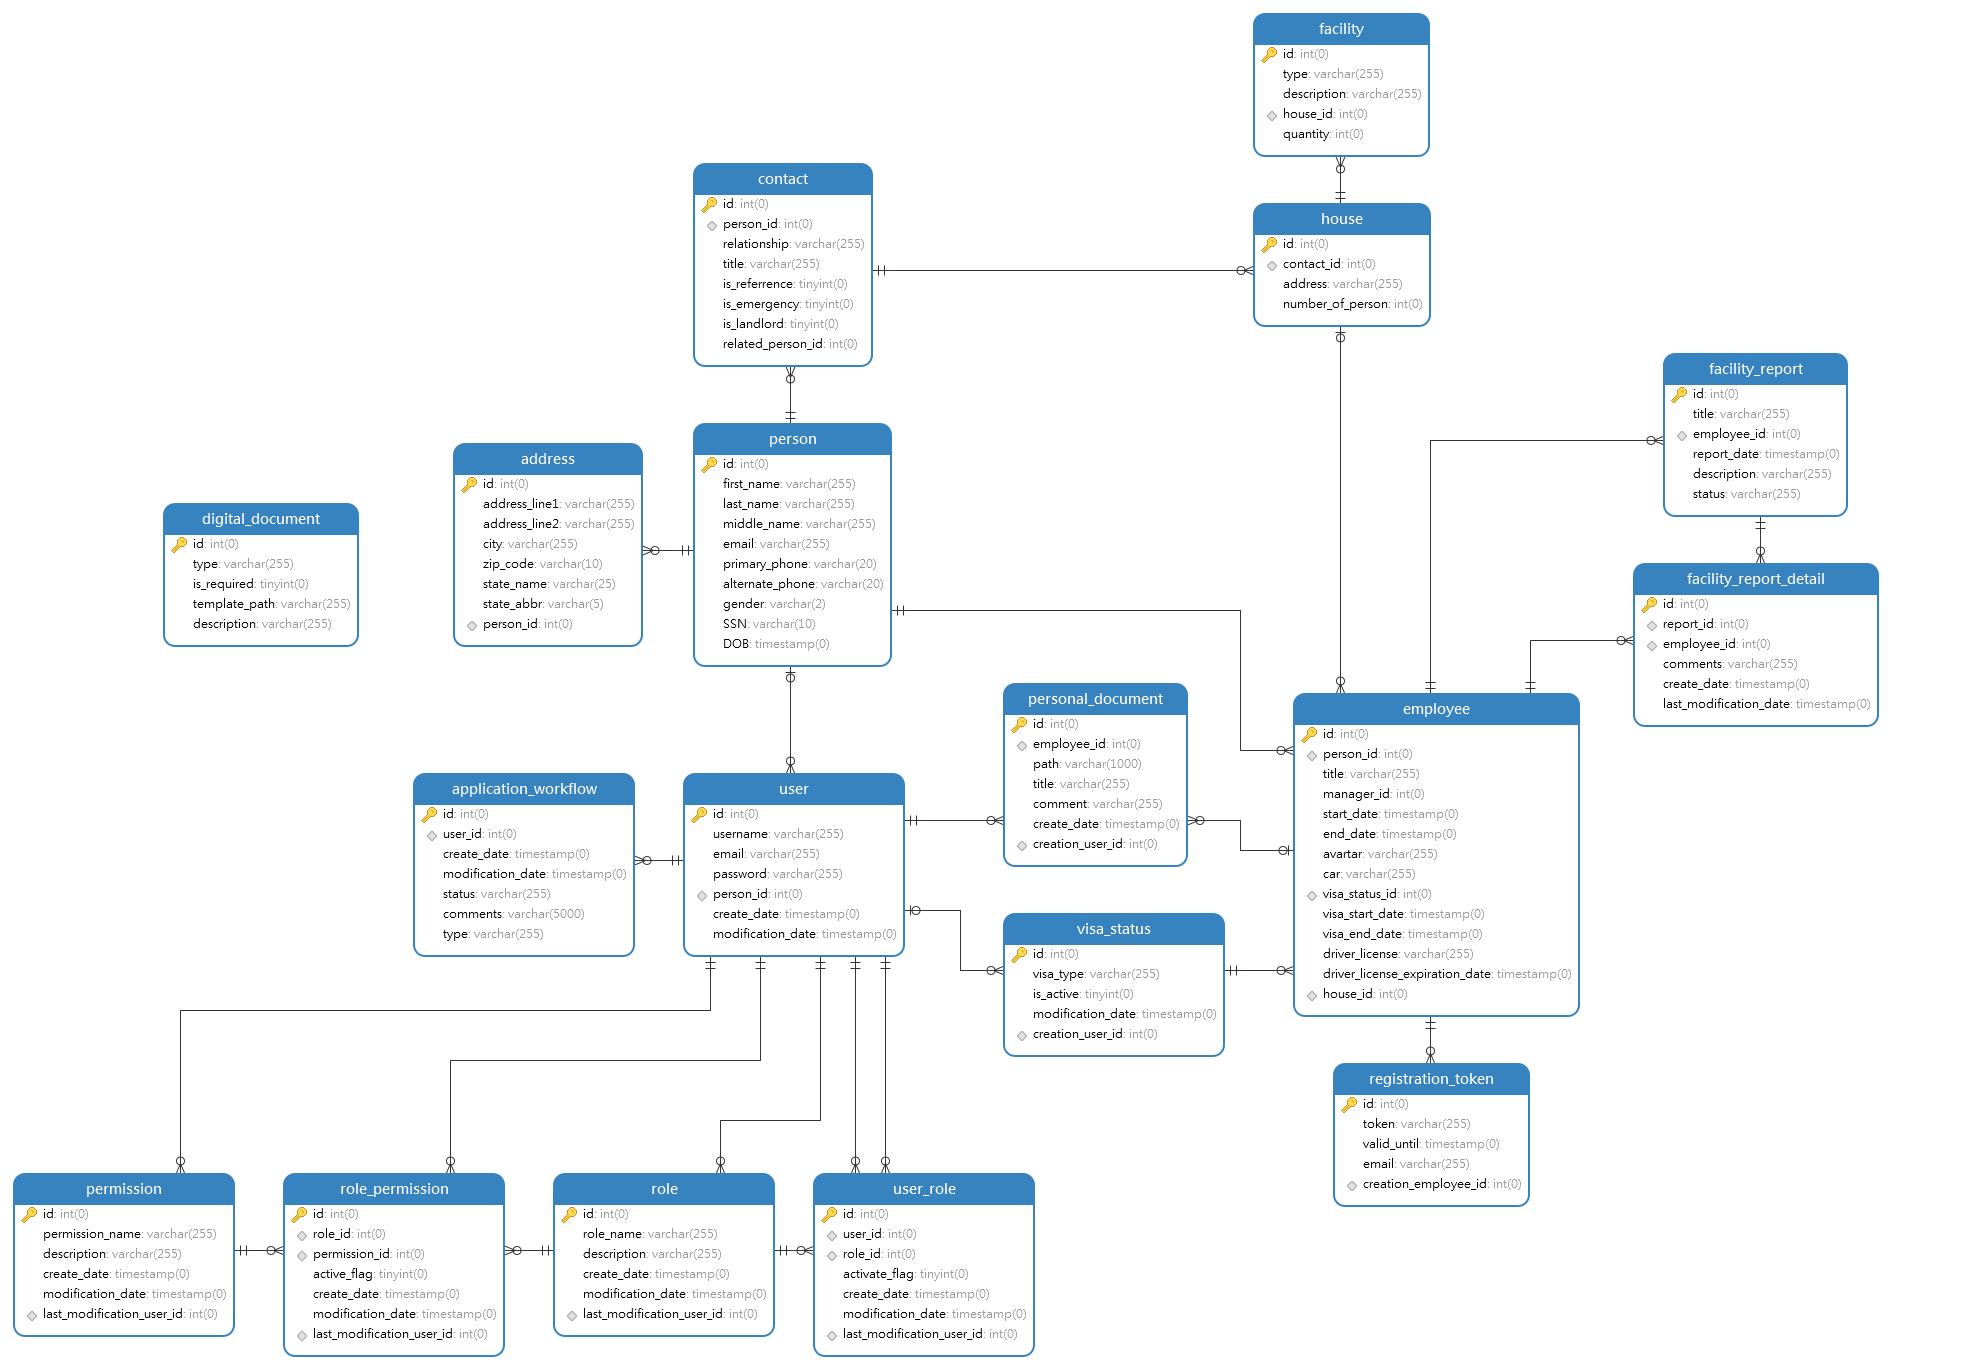 facility
id: int(0)
type: varchar(255)
description: varchar(255)
house_id: int(0)
quantity: int(0)
contact
id: int(0)
person_id: int(0)
relationship: varchar(255)
title: varchar(255)
is_referrence: tinyint(0)
is_emergency: tinyint(0)
is_landlord: tinyint(0)
related_person_id: int(0)
house
id: int(0)
contact_id: int(0)
address: varchar(255)
number_of_person: int(0)
facility_report
id: int(0)
title: varchar(255)
employee_id: int(0)
report_date: timestamp(0)
description: varchar(255)
status: varchar(255)
person
id: int(0)
first_name: varchar(255)
last_name: varchar(255)
middle_name: varchar(255)
email: varchar(255)
primary_phone: varchar(20)
alternate_phone: varchar(20)
gender: varchar(2)
SSN: varchar(10)
DOB: timestamp(0)
address
id: int(0)
address_line1: varchar(255)
address_line2: varchar(255)
city: varchar(255)
zip_code: varchar(10)
state_name: varchar(25)
state_abbr: varchar(5)
person_id: int(0)
digital_document
id: int(0)
type: varchar(255)
is_required: tinyint(0)
template_path: varchar(255)
description: varchar(255)
facility_report_detail
id: int(0)
report_id: int(0)
employee_id: int(0)
comments: varchar(255)
create_date: timestamp(0)
last_modification_date: timestamp(0)
personal_document
id: int(0)
employee_id: int(0)
path: varchar(1000)
title: varchar(255)
comment: varchar(255)
create_date: timestamp(0)
creation_user_id: int(0)
employee
id: int(0)
person_id: int(0)
title: varchar(255)
manager_id: int(0)
start_date: timestamp(0)
end_date: timestamp(0)
avartar: varchar(255)
car: varchar(255)
visa_status_id: int(0)
visa_start_date: timestamp(0)
visa_end_date: timestamp(0)
driver_license: varchar(255)
driver_license_expiration_date: timestamp(0)
house_id: int(0)
application_workflow
id: int(0)
user_id: int(0)
create_date: timestamp(0)
modification_date: timestamp(0)
status: varchar(255)
comments: varchar(5000)
type: varchar(255)
user
id: int(0)
username: varchar(255)
email: varchar(255)
password: varchar(255)
person_id: int(0)
create_date: timestamp(0)
modification_date: timestamp(0)
visa_status
id: int(0)
visa_type: varchar(255)
is_active: tinyint(0)
modification_date: timestamp(0)
creation_user_id: int(0)
registration_token
id: int(0)
token: varchar(255)
valid_until: timestamp(0)
email: varchar(255)
creation_employee_id: int(0)
permission
id: int(0)
permission_name: varchar(255)
description: varchar(255)
create_date: timestamp(0)
modification_date: timestamp(0)
last_modification_user_id: int(0)
role_permission
id: int(0)
role_id: int(0)
permission_id: int(0)
active_flag: tinyint(0)
create_date: timestamp(0)
modification_date: timestamp(0)
last_modification_user_id: int(0)
role
id: int(0)
role_name: varchar(255)
description: varchar(255)
create_date: timestamp(0)
modification_date: timestamp(0)
last_modification_user_id: int(0)
user_role
id: int(0)
user_id: int(0)
role_id: int(0)
activate_flag: tinyint(0)
create_date: timestamp(0)
modification_date: timestamp(0)
last_modification_user_id: int(0)